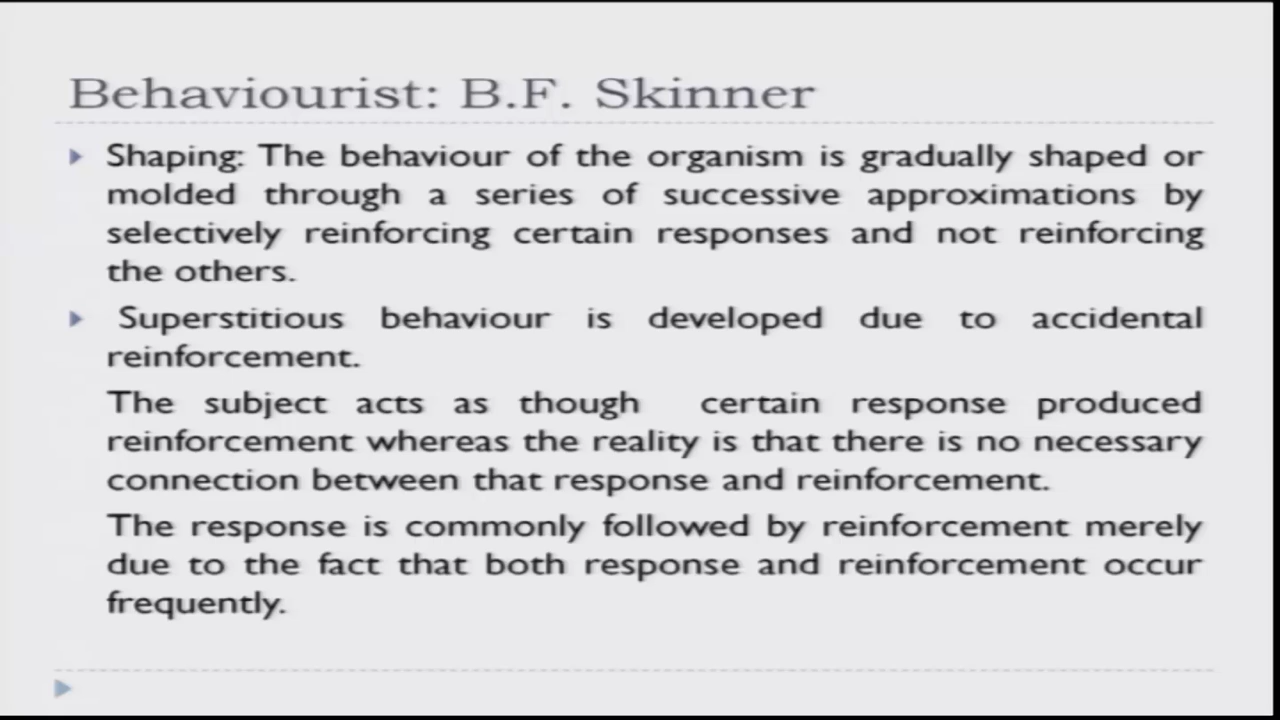 Behaviourist: B.F. Skinner
Shaping: The behaviour of the organism is gradually shaped or
molded through a series of successive approximations by
selectively reinforcing certain responses and not reinforcing
the others.
Superstitious behaviour is developed due to accidental
reinforcement.
The subject acts as though certain response produced
reinforcement whereas the reality is that there is no necessary
connection between that response and reinforcement.
The response is commonly followed by reinforcement merely
due to the fact that both response and reinforcement occur
frequently.